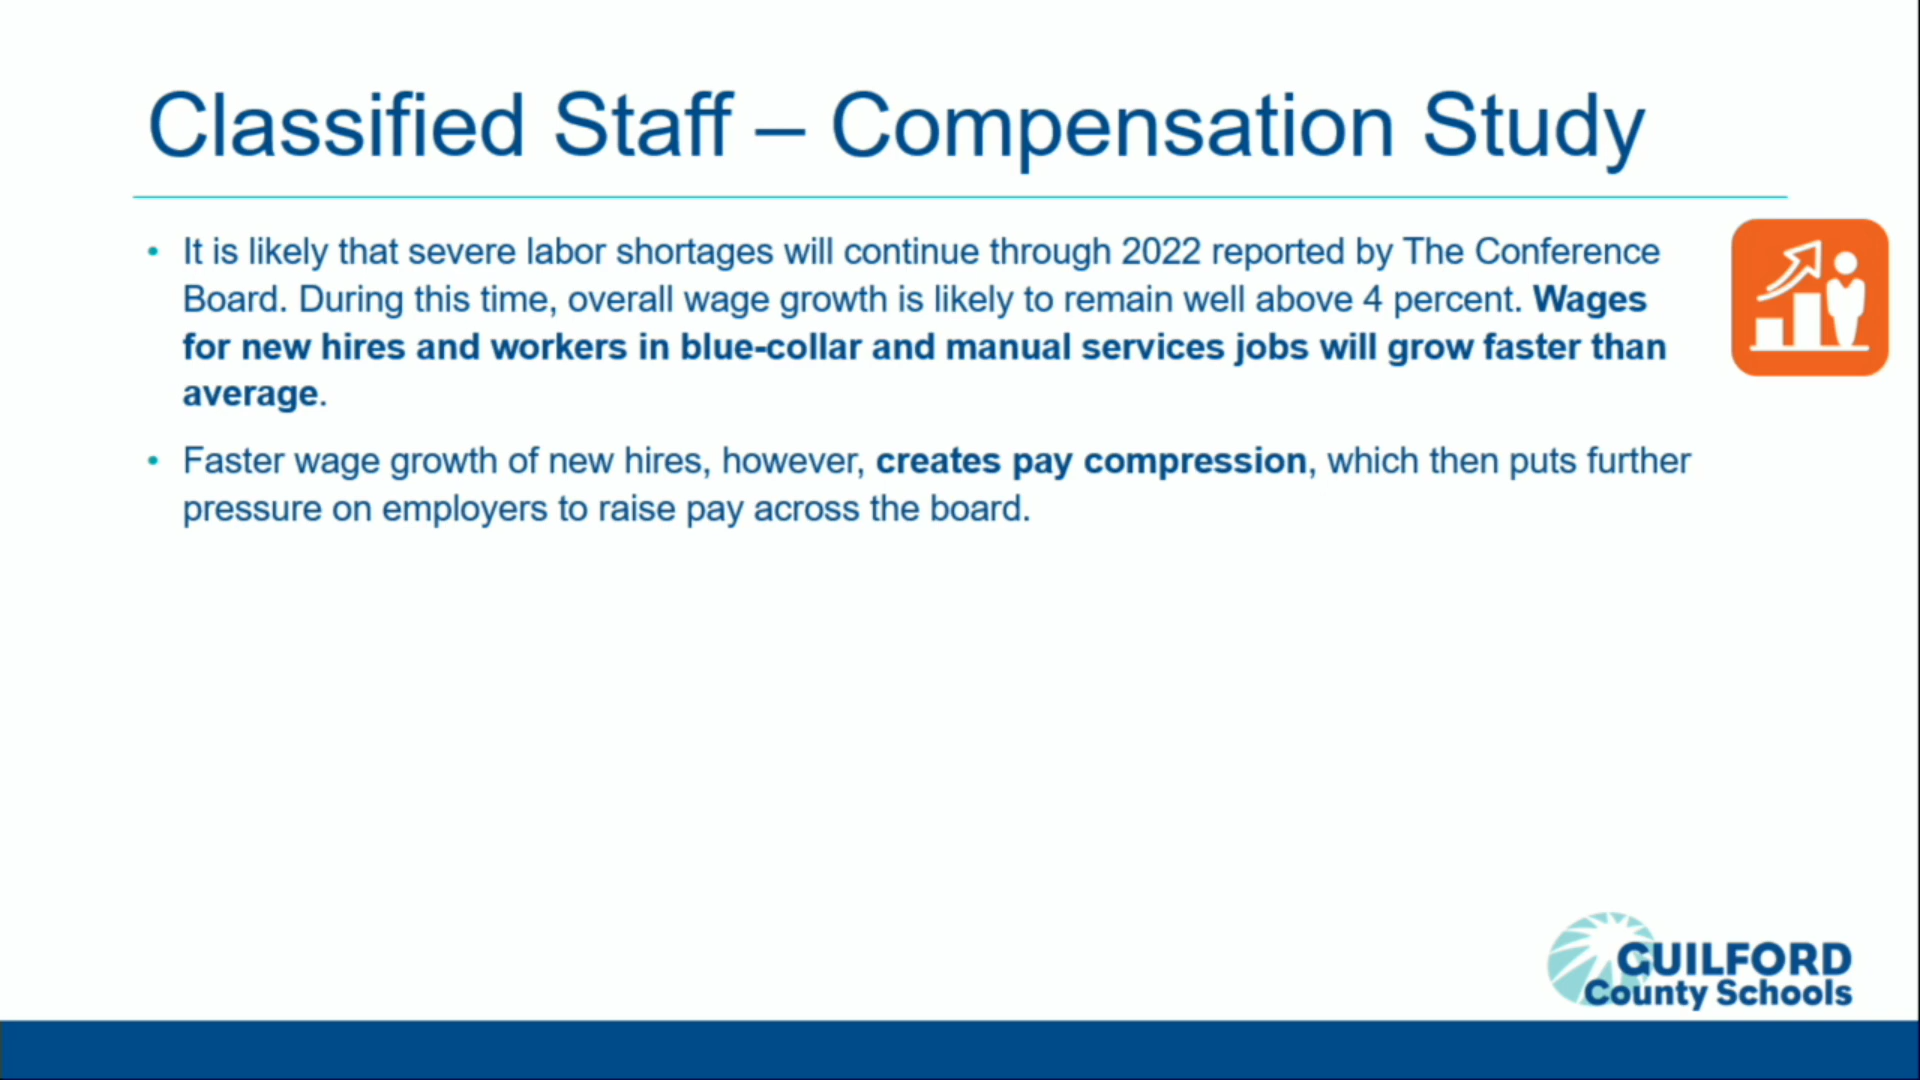 Classified Staff – Compensation Study
• It is likely that severe labor shortages will continue through 2022 reported by The Conference
Board. During this time, overall wage growth is likely to remain well above 4 percent. Wages
for new hires and workers in blue-collar and manual services jobs will grow faster than
average.
• Faster wage growth of new hires, however, creates pay compression, which then puts further
pressure on employers to raise pay across the board.
GUILFORD
County Schools